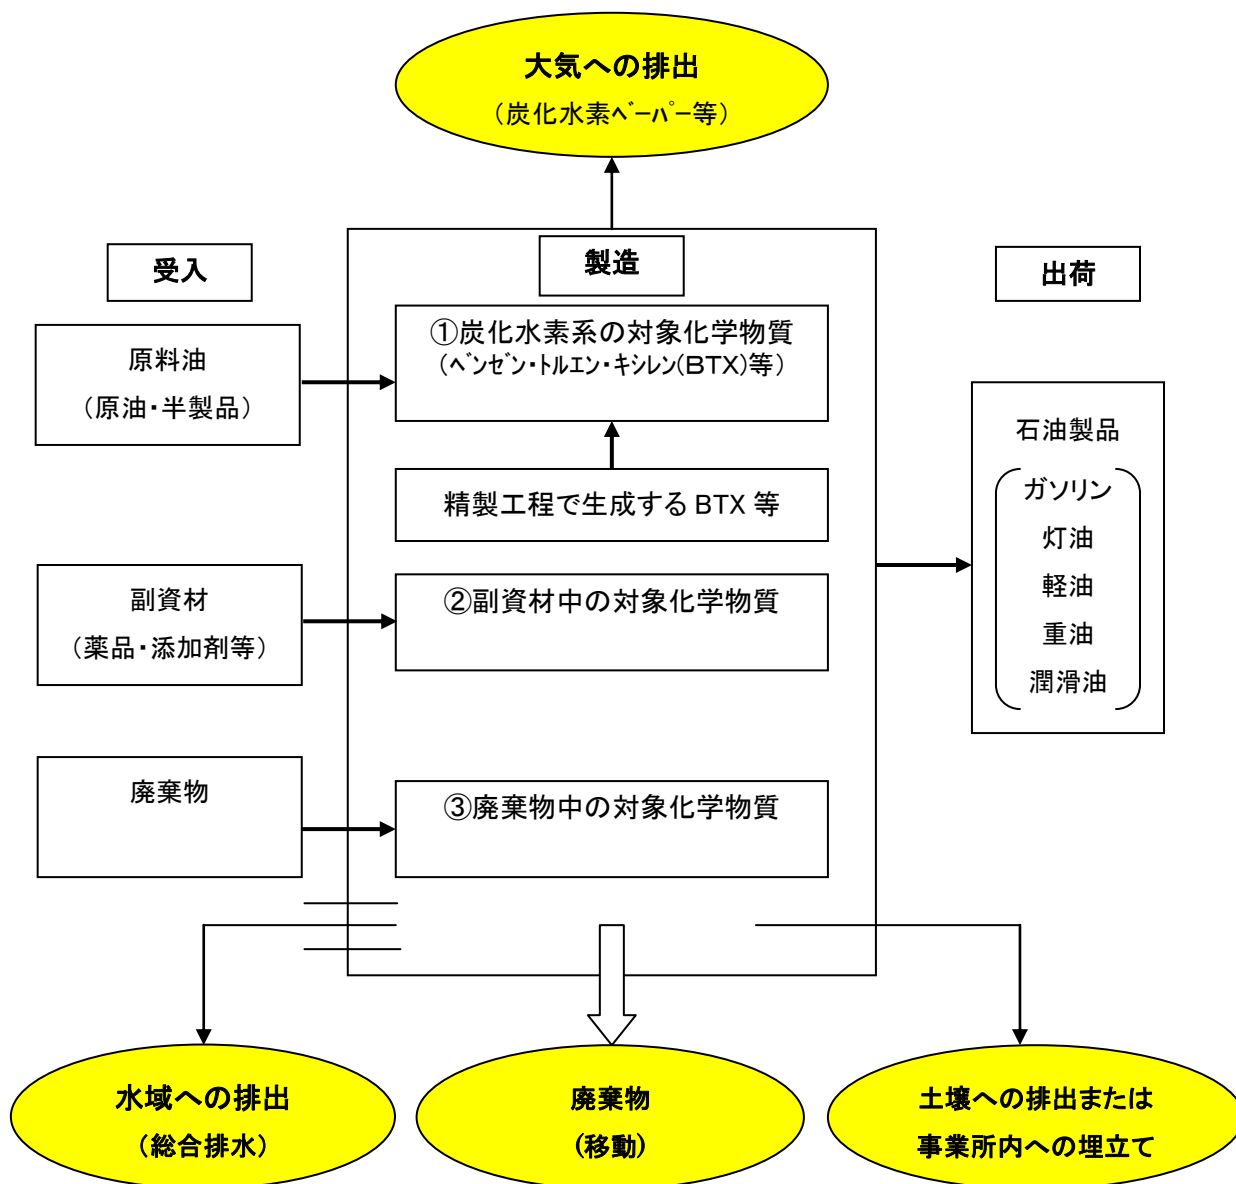 大気への排出
（炭化水素ﾍﾞｰﾊﾟｰ等）
受入
製造
出荷
原料油
（原油・半製品）
①炭化水素系の対象化学物質
（ﾍﾞﾝｾﾞﾝ・ﾄﾙｴﾝ・ｷｼﾚﾝ(BTX)等）
精製工程で生成する BTX 等
副資材
（薬品・添加剤等）
②副資材中の対象化学物質
廃棄物
③廃棄物中の対象化学物質
石油製品
ガソリン
灯油
軽油
重油
潤滑油
水域への排出
（総合排水）
廃棄物
(移動)
土壌への排出または
事業所内への埋立て